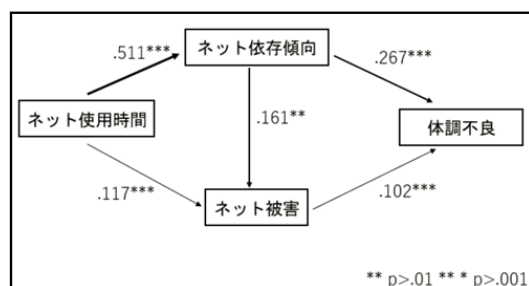 .511***
ネット依存傾向
.267***
ネット使用時間
.161**
体調不良
.117***
ネット被害
.102***
** p>.01 ** * p>.001